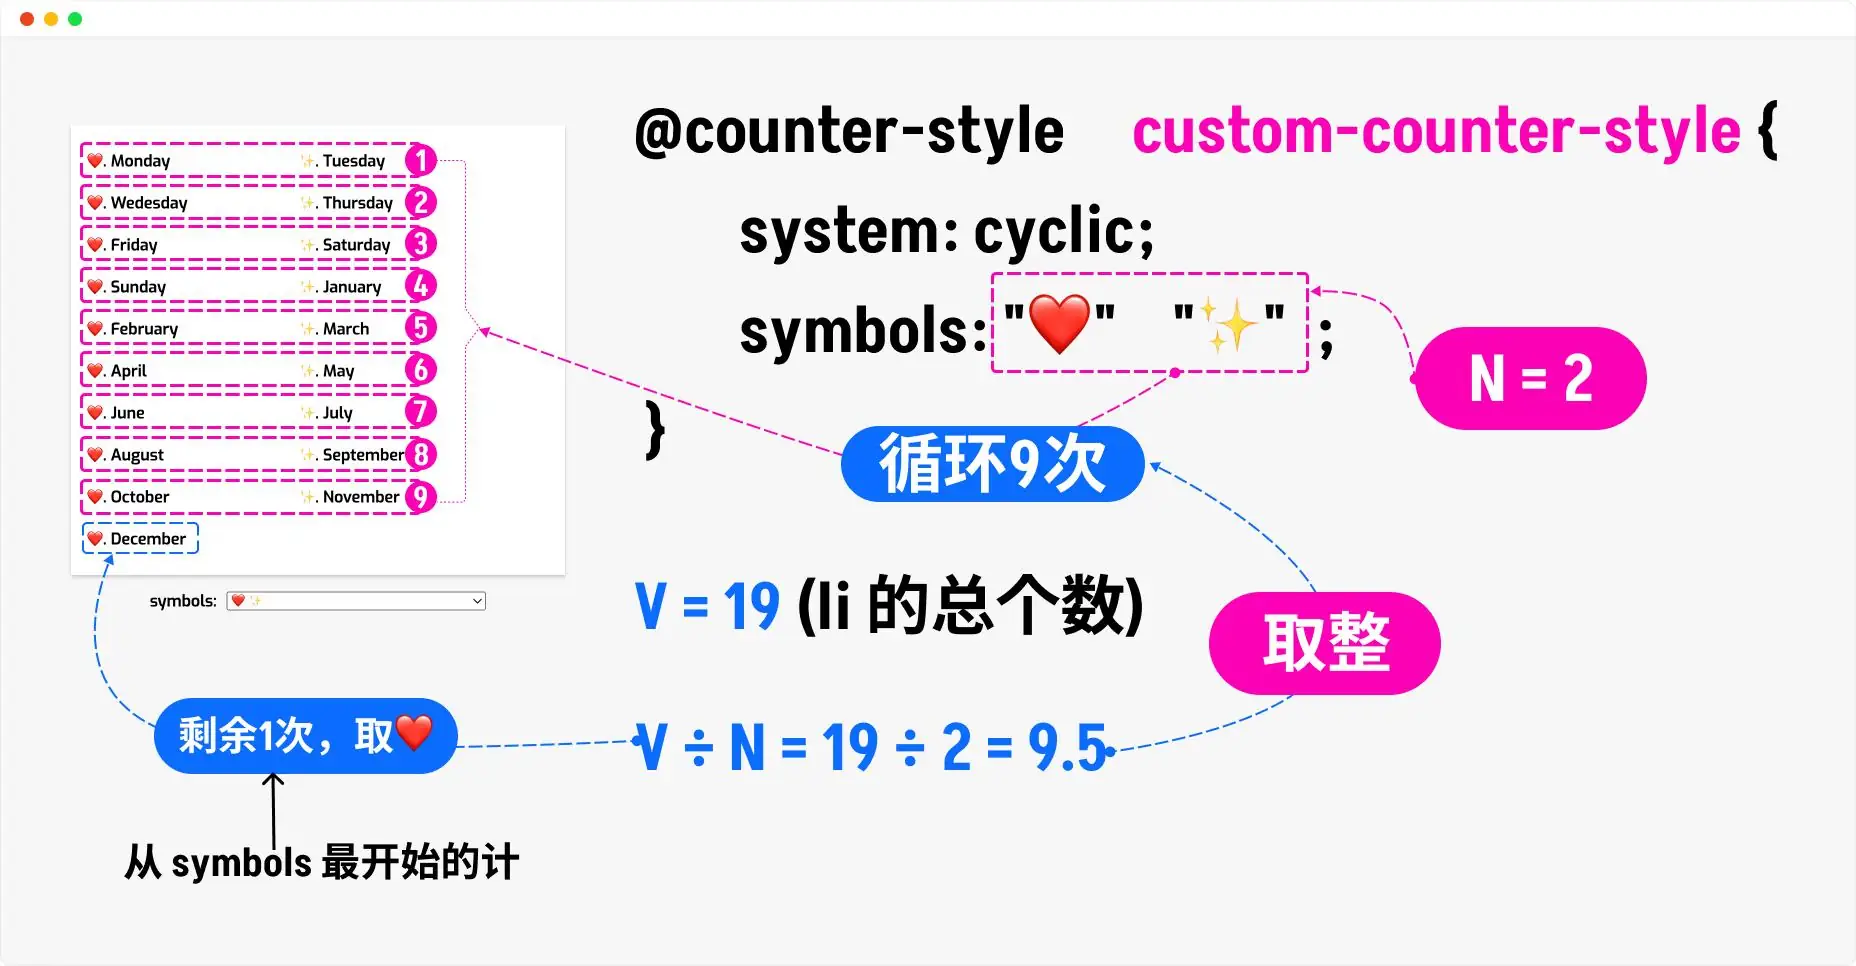 ❤️. Monday ✨. Tuesday 1
❤️. Wedesday ✨. Thursday 2
❤️. Friday ✨. Saturday 3
❤️. Sunday ✨. January 4
❤️. February ✨. March 5
❤️. April ✨. May 6
❤️. June ✨. July 7
❤️. August ✨. September 8
❤️. October ✨. November 9
❤️. December
symbols: ❤️ ✨
@counter-style custom-counter-style {
system: cyclic;
symbols: "❤️" "✨" ;
}
N = 2
循环9次
V = 19 (li 的总个数)
取整
V ÷ N = 19 ÷ 2 = 9.5
剩余1次，取❤️
从 symbols 最开始的计